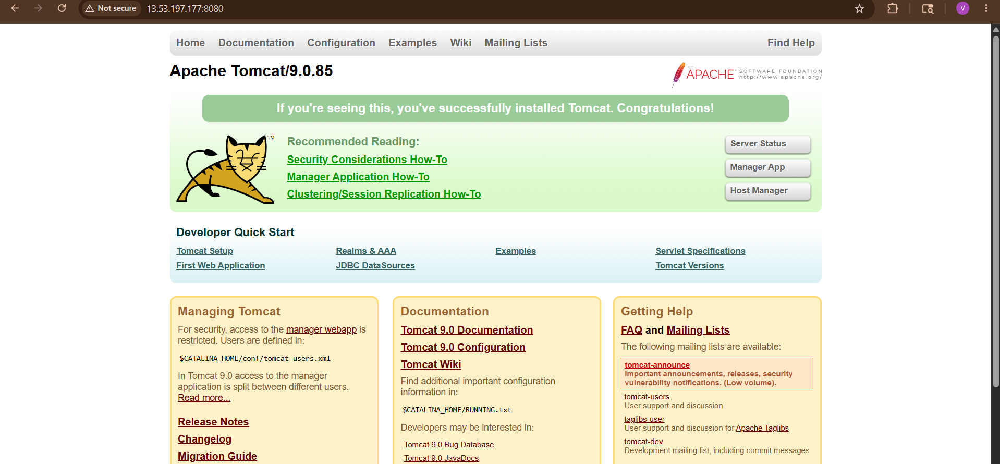 Not secure 13.53.197.177:8080
V
Home Documentation Configuration Examples Wiki Mailing Lists Find Help
Apache Tomcat/9.0.85
THE
APACHE® SOFTWARE FOUNDATION
http://www.apache.org/
If you're seeing this, you've successfully installed Tomcat. Congratulations!
TM
Recommended Reading:
Security Considerations How-To
Manager Application How-To
Clustering/Session Replication How-To
Server Status
Manager App
Host Manager
Developer Quick Start
Tomcat Setup
First Web Application
Realms & AAA
JDBC DataSources
Examples
Servlet Specifications
Tomcat Versions
Managing Tomcat
For security, access to the manager webapp is
restricted. Users are defined in:
$CATALINA_HOME/conf/tomcat-users.xml
In Tomcat 9.0 access to the manager
application is split between different users.
Read more...
Release Notes
Changelog
Migration Guide
Documentation
Tomcat 9.0 Documentation
Tomcat 9.0 Configuration
Tomcat Wiki
Find additional important configuration
information in:
$CATALINA_HOME/RUNNING.txt
Developers may be interested in:
Tomcat 9.0 Bug Database
Tomcat 9.0 JavaDocs
Getting Help
FAQ and Mailing Lists
The following mailing lists are available:
tomcat-announce
Important announcements, releases, security
vulnerability notifications. (Low volume).
tomcat-users
User support and discussion
taglibs-user
User support and discussion for Apache Taglibs
tomcat-dev
Development mailing list, including commit messages